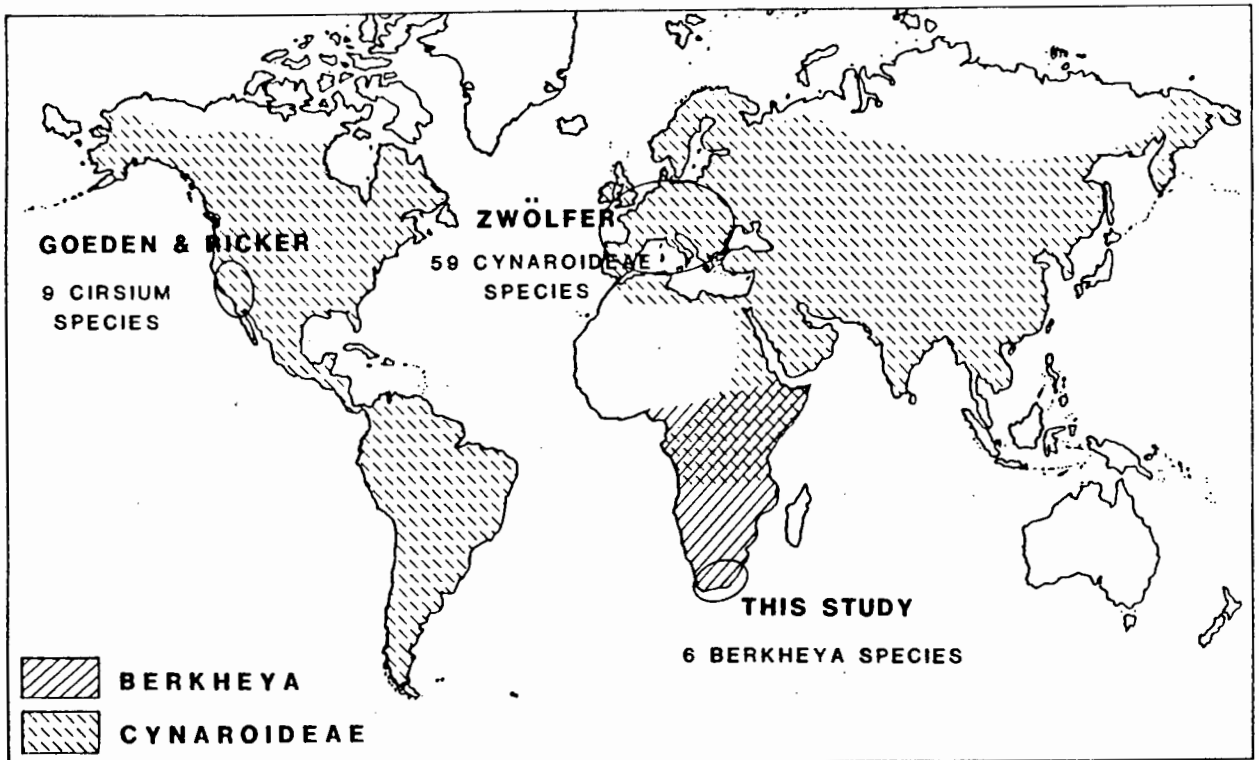 ZWÖLFER
GOEDEN & RICKER
59 CYNAROIDEAE
SPECIES
9 CIRSIUM
SPECIES
THIS STUDY
6 BERKHEYA SPECIES
BERKHEYA
CYNAROIDEAE